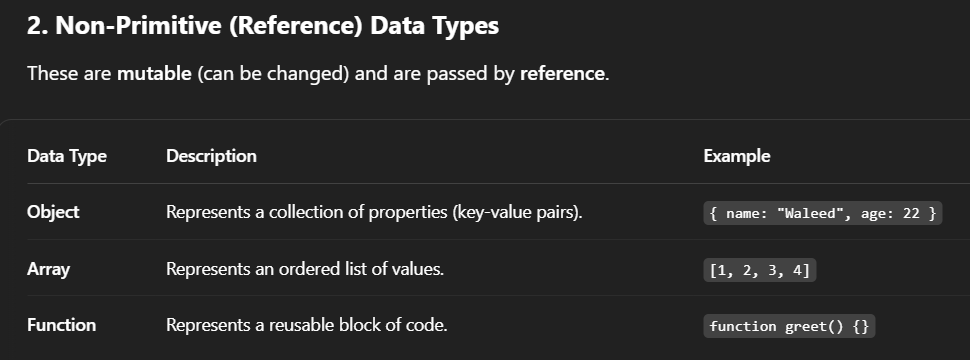 2. Non-Primitive (Reference) Data Types
These are mutable (can be changed) and are passed by reference.
Data Type Description Example
Object Represents a collection of properties (key-value pairs). { name: "Waleed", age: 22 }
Array Represents an ordered list of values. [1, 2, 3, 4]
Function Represents a reusable block of code. function greet() {}